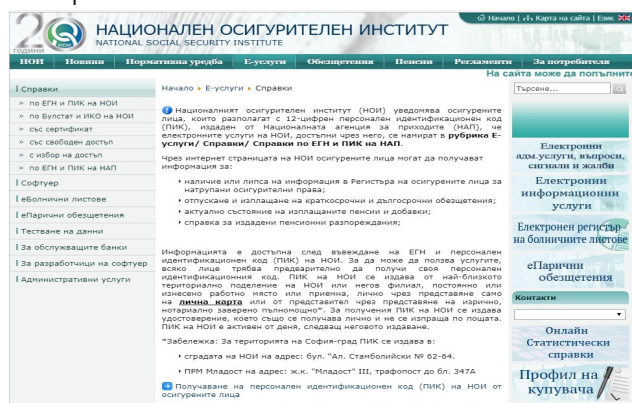 20 ГОДИНИ НОИ
НАЦИОНАЛЕН ОСИГУРИТЕЛЕН ИНСТИТУТ
NATIONAL SOCIAL SECURITY INSTITUTE
Начало | Карта на сайта | Език
НОИ Новини Нормативна уредба Е-услуги Обезщетения Пенсии Регламенти За потребителя
На сайта може да попълните
Справки
» по ЕГН и ПИК на НОИ
» по Булстат и ИКО на НОИ
» със сертификат
» със свободен достъп
» с избор на достъп
» по ЕГН и ПИК на НАП
Софтуер
еБолнични листове
еПарични обезщетения
Тестване на данни
За обслужващите банки
За разработчици на софтуер
Административни услуги
Начало ▸ Е-услуги ▸ Справки
Националният осигурителен институт (НОИ) уведомява осигурените
лица, които разполагат с 12-цифрен персонален идентификационен код
(ПИК), издаден от Националната агенция за приходите (НАП), че
електронните услуги на НОИ, достъпни чрез него, се намират в рубрика Е-
услуги/ Справки/ Справки по ЕГН и ПИК на НАП.
Чрез интернет страницата на НОИ осигурените лица могат да получават
информация за:
наличие или липса на информация в Регистъра на осигурените лица за
натрупани осигурителни права;
отпускане и изплащане на краткосрочни и дългосрочни обезщетения;
актуално състояние на изплащаните пенсии и добавки;
справка за издадени пенсионни разпореждания;
Информацията е достъпна след въвеждане на ЕГН и персонален
идентификационен код (ПИК) на НОИ. За да може да ползва услугите,
всяко лице трябва предварително да получи своя персонален
идентификационния код. ПИК на НОИ се издава от най-близкото
териториално поделение на НОИ или негов филиал, постоянно или
изнесено работно място или приемна, лично чрез представяне само
на лична карта или от представител чрез представяне на изрично,
нотариално заверено пълномощно*. За получения ПИК на НОИ се издава
удостоверение, което също се получава лично и не се изпраща по пощата.
ПИК на НОИ е активен от деня, следващ неговото издаване.
*Забележка: За територията на София-град ПИК се издава в:
сградата на НОИ на адрес: бул. "Ал. Стамболийски № 62-64.
ПРМ Младост на адрес: ж.к. "Младост" III, трафопост до бл. 347А
Получаване на персонален идентификационен код (ПИК) на НОИ от
осигурените лица
Търсене...
Електронни
адм.услуги, въпроси,
сигнали и жалби
Електронни
информационни
услуги
Електронен регистър
на болничните листове
еПарични
обезщетения
Контакти
Онлайн
Статистически
справки
Профил на
купувача